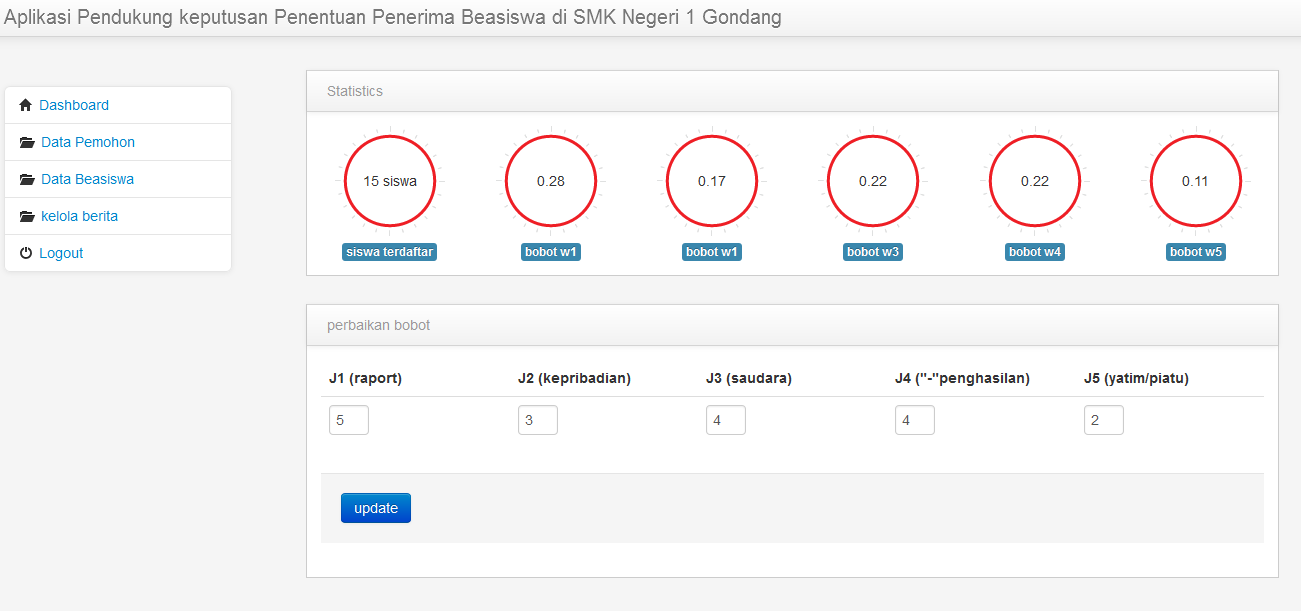 Aplikasi Pendukung keputusan Penentuan Penerima Beasiswa di SMK Negeri 1 Gondang
Dashboard
Data Pemohon
Data Beasiswa
kelola berita
Logout
Statistics
15 siswa
0.28
0.17
0.22
0.22
0.11
siswa terdaftar
bobot w1
bobot w1
bobot w3
bobot w4
bobot w5
perbaikan bobot
J1 (raport)
J2 (kepribadian)
J3 (saudara)
J4 ("-"penghasilan)
J5 (yatim/piatu)
5
3
4
4
2
update